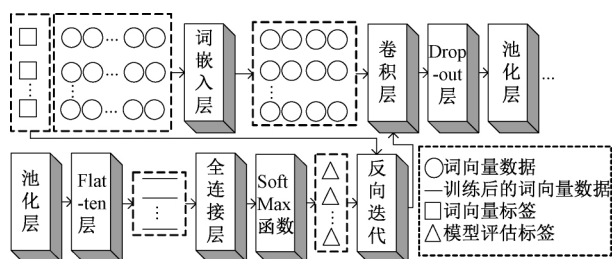 词嵌入层
卷积层
Drop
-out
层
池化层
...
池化层
Flat
-ten
层
全连接层
Soft
Max
函数
反向迭代
词向量数据
训练后的词向量数据
词向量标签
模型评估标签